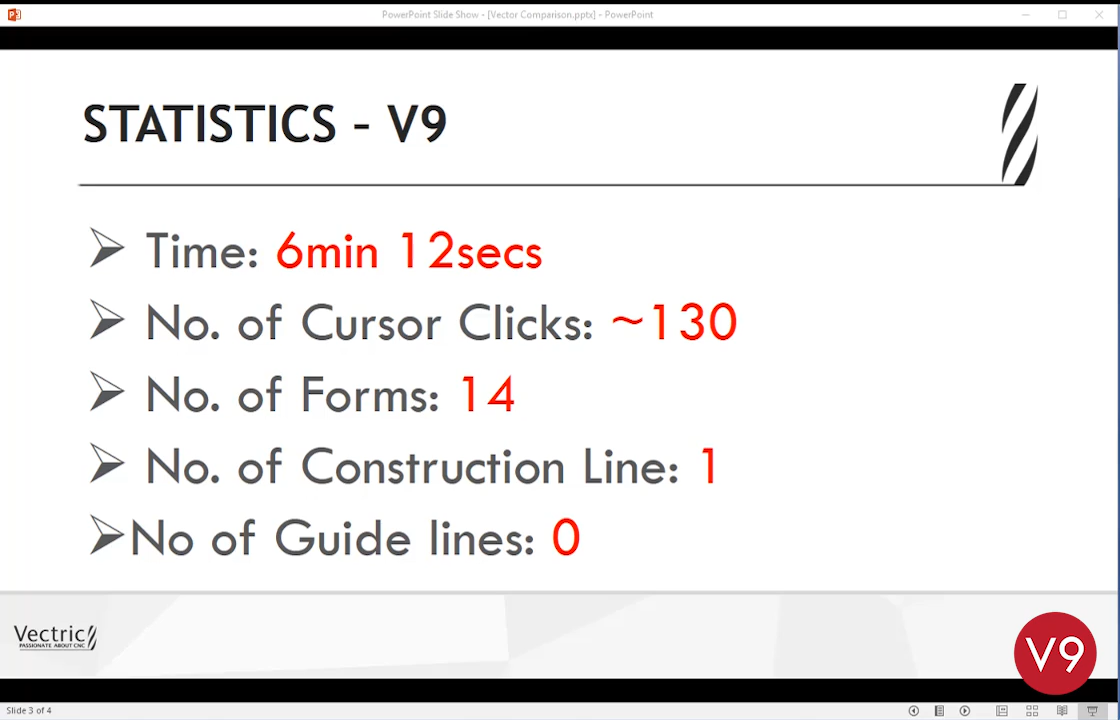 PowerPoint Slide Show - [Vector Comparison.pptx] - PowerPoint
STATISTICS - V9
Time: 6min 12secs
No. of Cursor Clicks: ~130
No. of Forms: 14
No. of Construction Line: 1
No of Guide lines: 0
Vectric
PASSIONATE ABOUT CNC
V9
Slide 3 of 4